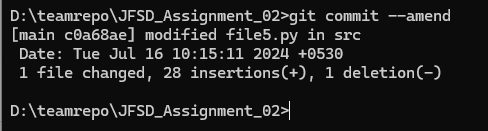 D:\teamrepo\JFSD_Assignment_02>git commit --amend
[main c0a68ae] modified file5.py in src
 Date: Tue Jul 16 10:15:11 2024 +0530
 1 file changed, 28 insertions(+), 1 deletion(-)
D:\teamrepo\JFSD_Assignment_02>